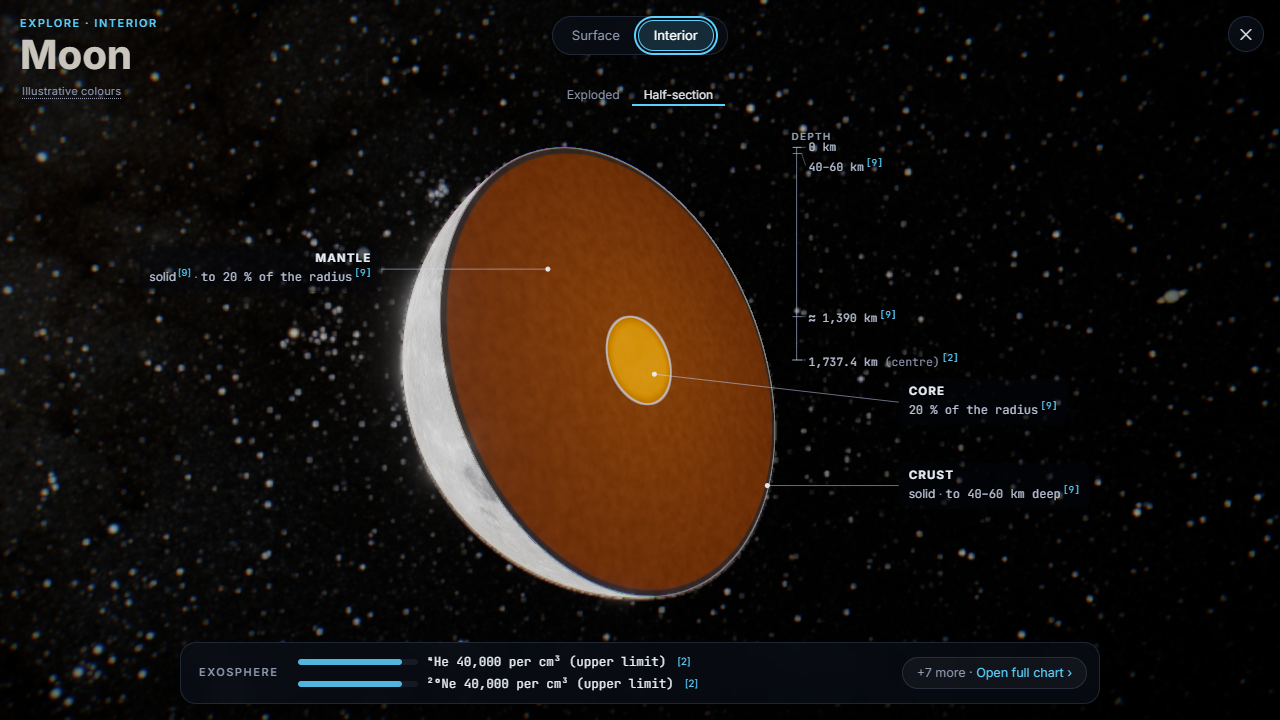 EXPLORE · INTERIOR
Moon
Illustrative colours
Surface
Interior
Exploded
Half-section
DEPTH
0 km
40–60 km [9]
≈ 1,390 km [9]
1,737.4 km (centre) [2]
MANTLE
solid [9] · to 20 % of the radius [9]
CORE
20 % of the radius [9]
CRUST
solid · to 40–60 km deep [9]
EXOSPHERE
⁴He 40,000 per cm³ (upper limit) [2]
²⁰Ne 40,000 per cm³ (upper limit) [2]
+7 more · Open full chart ›